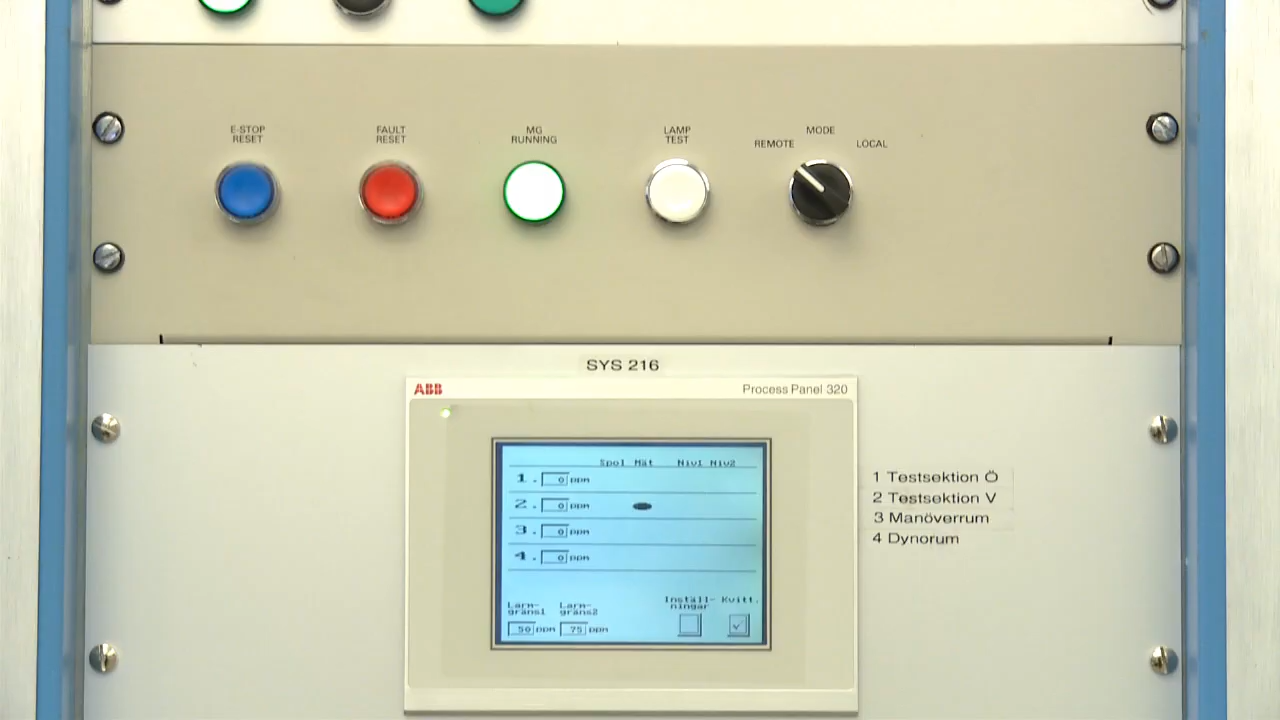 E-STOP
RESET
FAULT
RESET
MG
RUNNING
LAMP
TEST
MODE
REMOTE LOCAL
SYS 216
ABB Process Panel 320
Spol Mät Niv1 Niv2
1. 0 ppm
2. 0 ppm
3. 0 ppm
4. 0 ppm
Larm-
gräns1
Larm-
gräns2
Inställ-
ningar
Kvitt.
50 ppm 75 ppm
1 Testsektion Ö
2 Testsektion V
3 Manöverrum
4 Dynorum